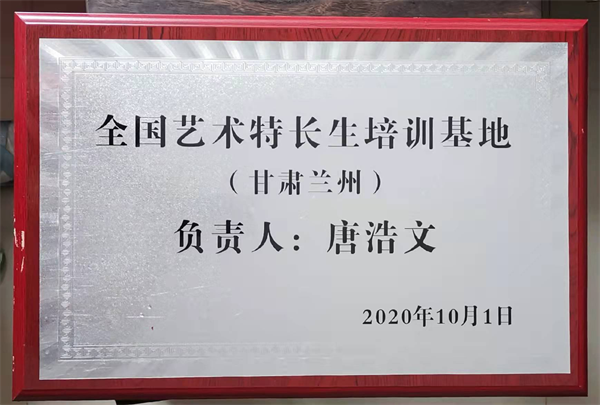 全国艺术特长生培训基地
（甘肃兰州）
负责人：唐浩文
2020年10月1日